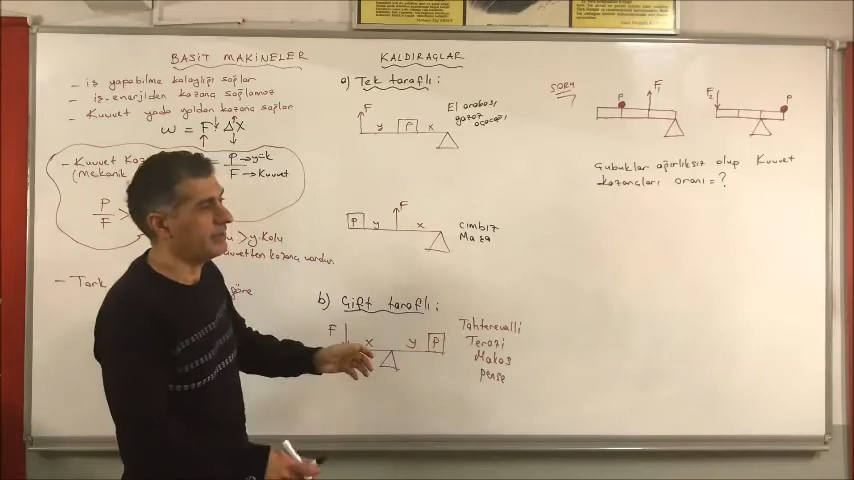 BASİT MAKİNELER
- iş yapabilme kolaylığı sağlar
- iş-enerjiden kazanç sağlamaz
- Kuvvet yada yoldan kazanç sağlar
W = F↓ ΔX
- Kuvvet Kaz P → yük
(mekanik F → Kuvvet
P
F >
u > y. Kolu
kuvvetten kazanç vardır.
- Tork göre
KALDIRAÇLAR
a) Tek taraflı:
F y P x
El arabası
gazoz
açacağı
P y F x
cımbız
Maşa
b) Çift taraflı:
F x y P
Tahterevalli
Terazi
Makas
pense
SORU
P F1
F2 P
Çubuklar ağırlıksız olup Kuvvet
kazançları oranı = ?